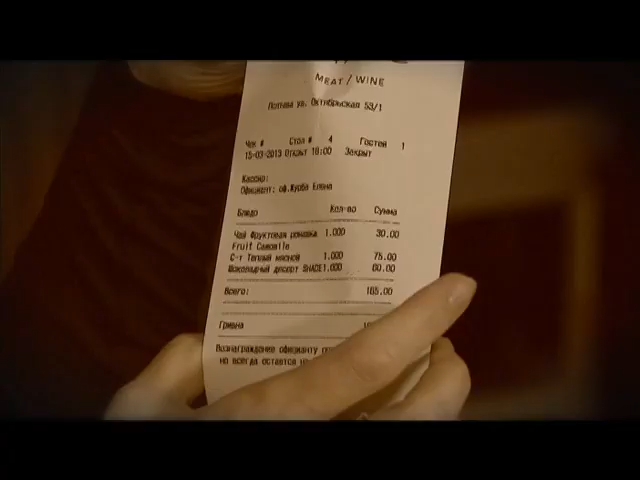 MEAT/WINE
Полтава ул. Октябрьская 53/1
Чек # Стол # 4 Гостей 1
15-03-2013 Открыт 18:00 Закрыт
Кассир:
Официант: оф.Журба Елена
Блюдо Кол-во Сумма
Чай Фруктовая ромашка 1.000 30.00
Fruit Camomile
С-т Теплый мясной 1.000 75.00
Шоколадный десерт SHADE 1.000 60.00
Всего: 165.00
Гривна
Вознаграждение официанту
но всегда остается